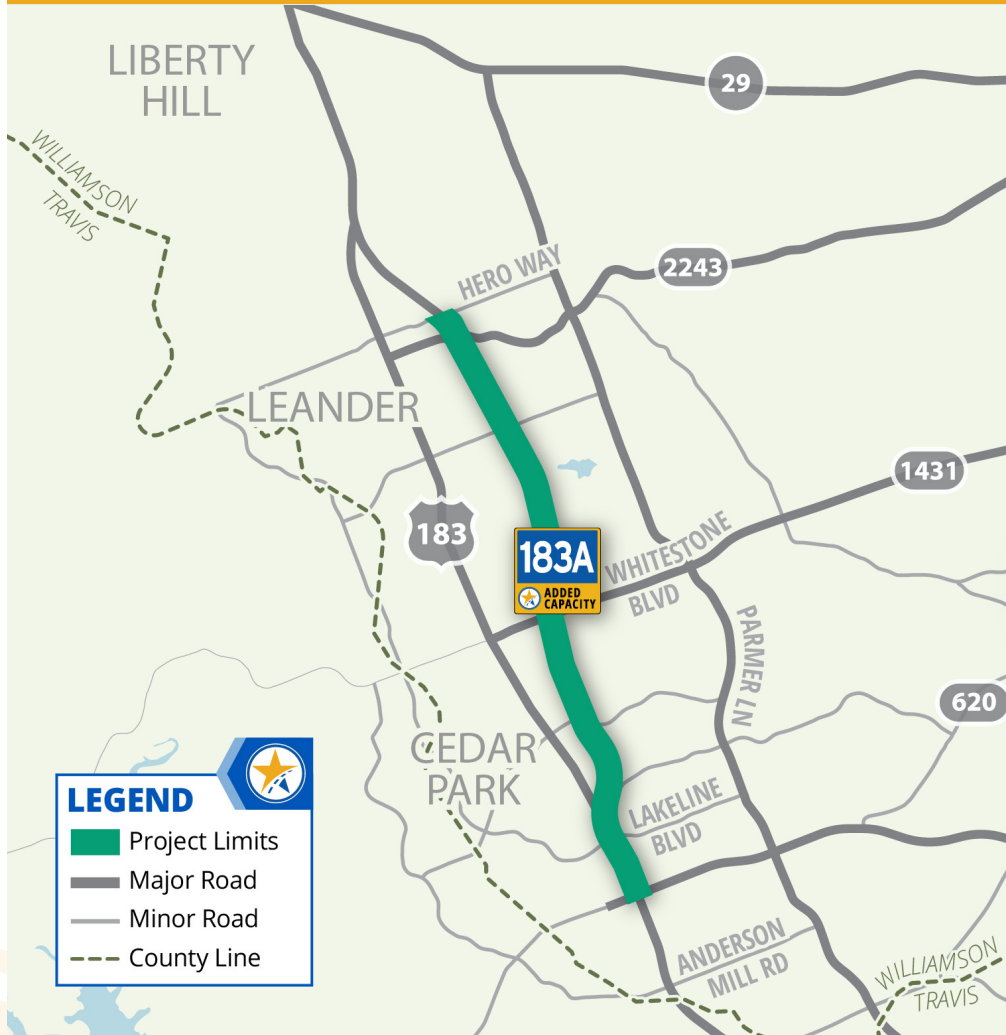 LIBERTY
HILL
29
WILLIAMSON
TRAVIS
HERO WAY
2243
LEANDER
1431
183
183A
ADDED
CAPACITY
WHITESTONE
BLVD
PARMER LN
620
CEDAR
PARK
LAKELINE
BLVD
LEGEND
Project Limits
Major Road
Minor Road
County Line
ANDERSON
MILL RD
WILLIAMSON
TRAVIS